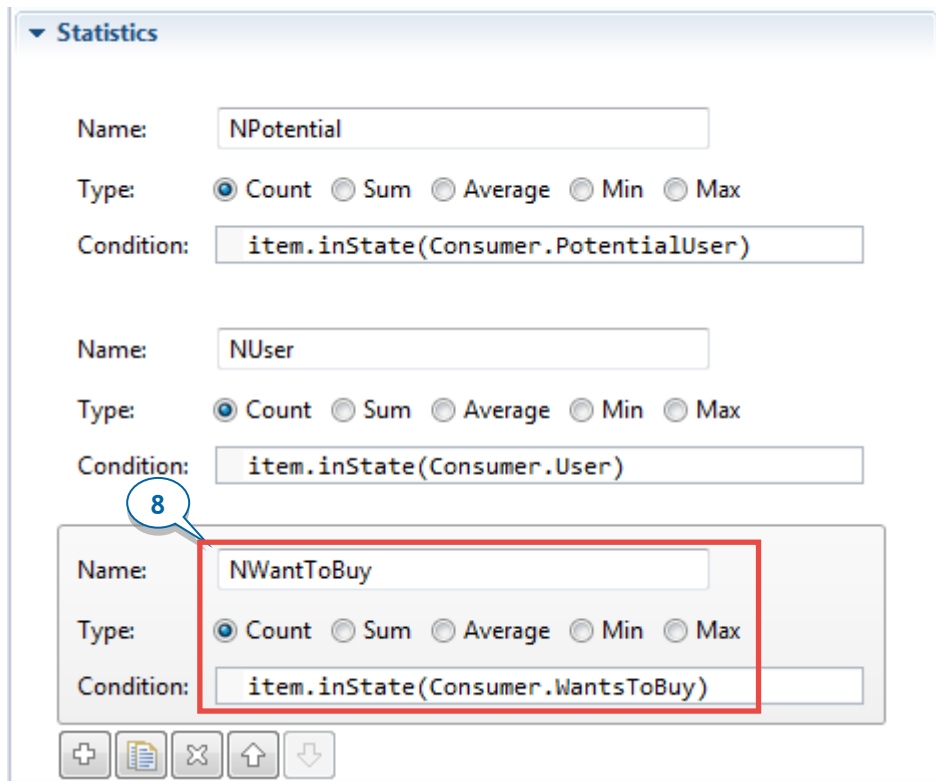 Statistics
Name: NPotential
Type: Count Sum Average Min Max
Condition: item.inState(Consumer.PotentialUser)
Name: NUser
Type: Count Sum Average Min Max
Condition: item.inState(Consumer.User)
8
Name: NWantToBuy
Type: Count Sum Average Min Max
Condition: item.inState(Consumer.WantsToBuy)